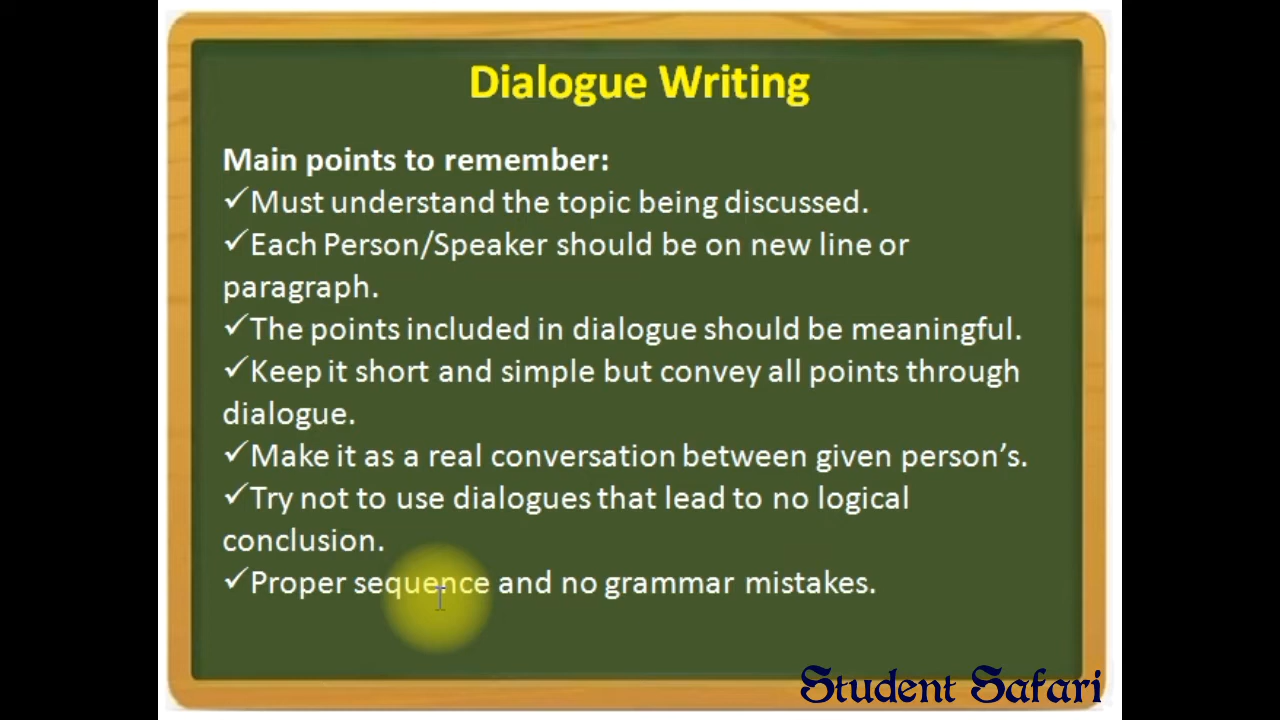 Dialogue Writing
Main points to remember:
✓Must understand the topic being discussed.
✓Each Person/Speaker should be on new line or
paragraph.
✓The points included in dialogue should be meaningful.
✓Keep it short and simple but convey all points through
dialogue.
✓Make it as a real conversation between given person’s.
✓Try not to use dialogues that lead to no logical
conclusion.
✓Proper sequence and no grammar mistakes.
Student Safari